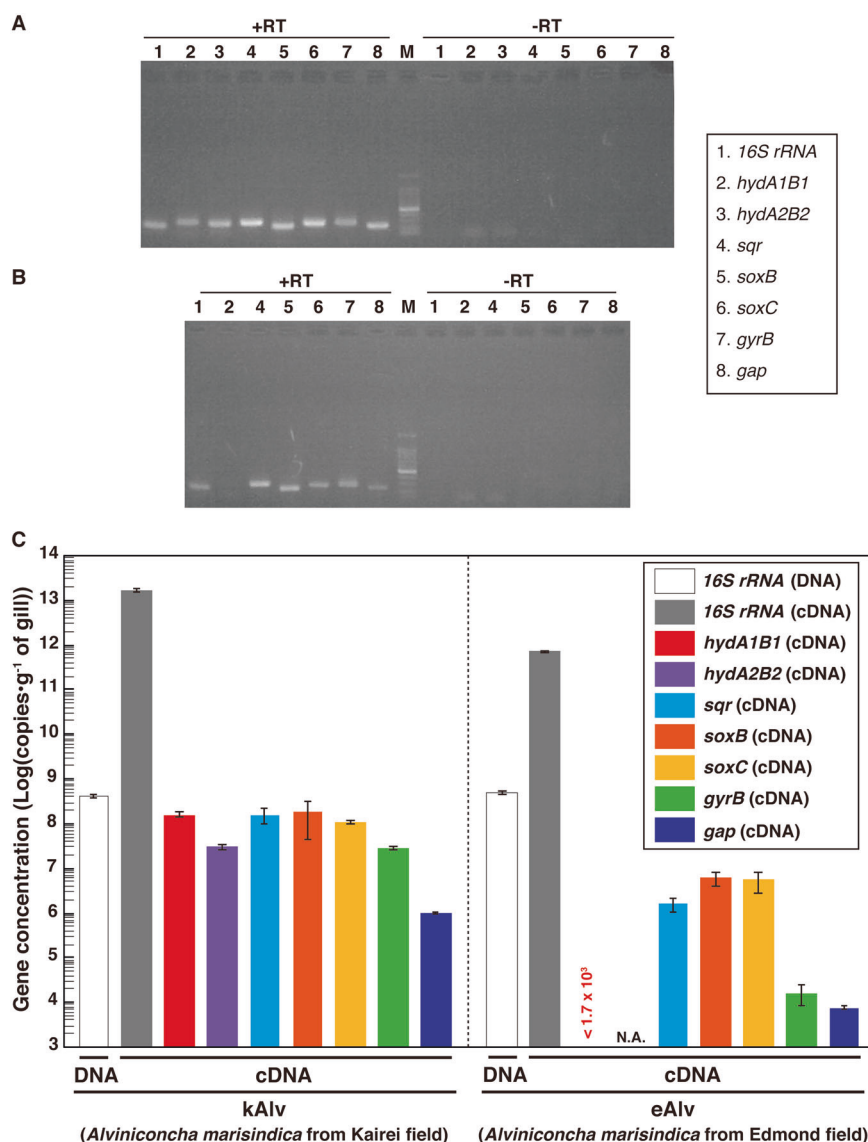 A
+RT
-RT
1 2 3 4 5 6 7 8 M 1 2 3 4 5 6 7 8
1. 16S rRNA
2. hydA1B1
3. hydA2B2
4. sqr
5. soxB
6. soxC
7. gyrB
8. gap
B
+RT
-RT
1 2 4 5 6 7 8 M 1 2 4 5 6 7 8
C
Gene concentration (Log(copies·g⁻¹ of gill))
14
13
12
11
10
9
8
7
6
5
4
3
16S rRNA (DNA)
16S rRNA (cDNA)
hydA1B1 (cDNA)
hydA2B2 (cDNA)
sqr (cDNA)
soxB (cDNA)
soxC (cDNA)
gyrB (cDNA)
gap (cDNA)
< 1.7 x 10³
N.A.
DNA cDNA DNA cDNA
kAlv eAlv
(Alviniconcha marisindica from Kairei field) (Alviniconcha marisindica from Edmond field)